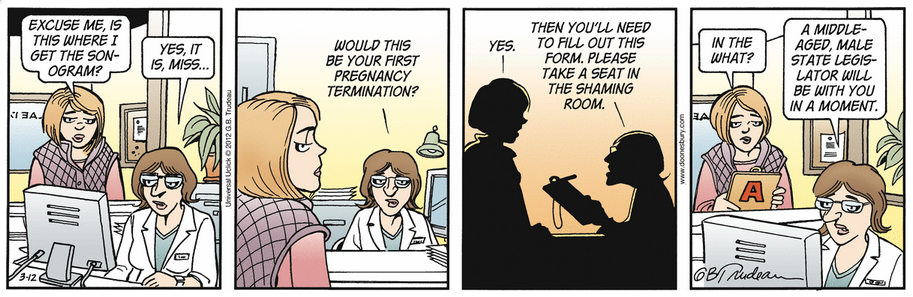 EXCUSE ME, IS
THIS WHERE I
GET THE SON-
OGRAM?
YES, IT
IS, MISS...
3-12
Universal Uclick © 2012 G.B. Trudeau
WOULD THIS
BE YOUR FIRST
PREGNANCY
TERMINATION?
YES.
THEN YOU'LL NEED
TO FILL OUT THIS
FORM. PLEASE
TAKE A SEAT IN
THE SHAMING
ROOM.
www.doonesbury.com
IN THE
WHAT?
A MIDDLE-
AGED, MALE
STATE LEGIS-
LATOR WILL
BE WITH YOU
IN A MOMENT.
A
GBTrudeau